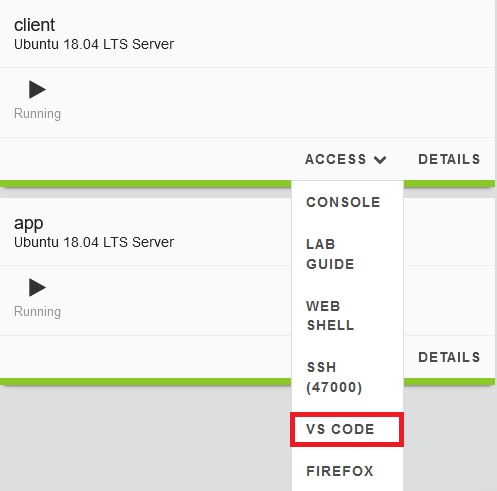 client
Ubuntu 18.04 LTS Server
Running
ACCESS DETAILS
CONSOLE
app
Ubuntu 18.04 LTS Server
LAB
GUIDE
Running
WEB
SHELL
DETAILS
SSH
(47000)
VS CODE
FIREFOX